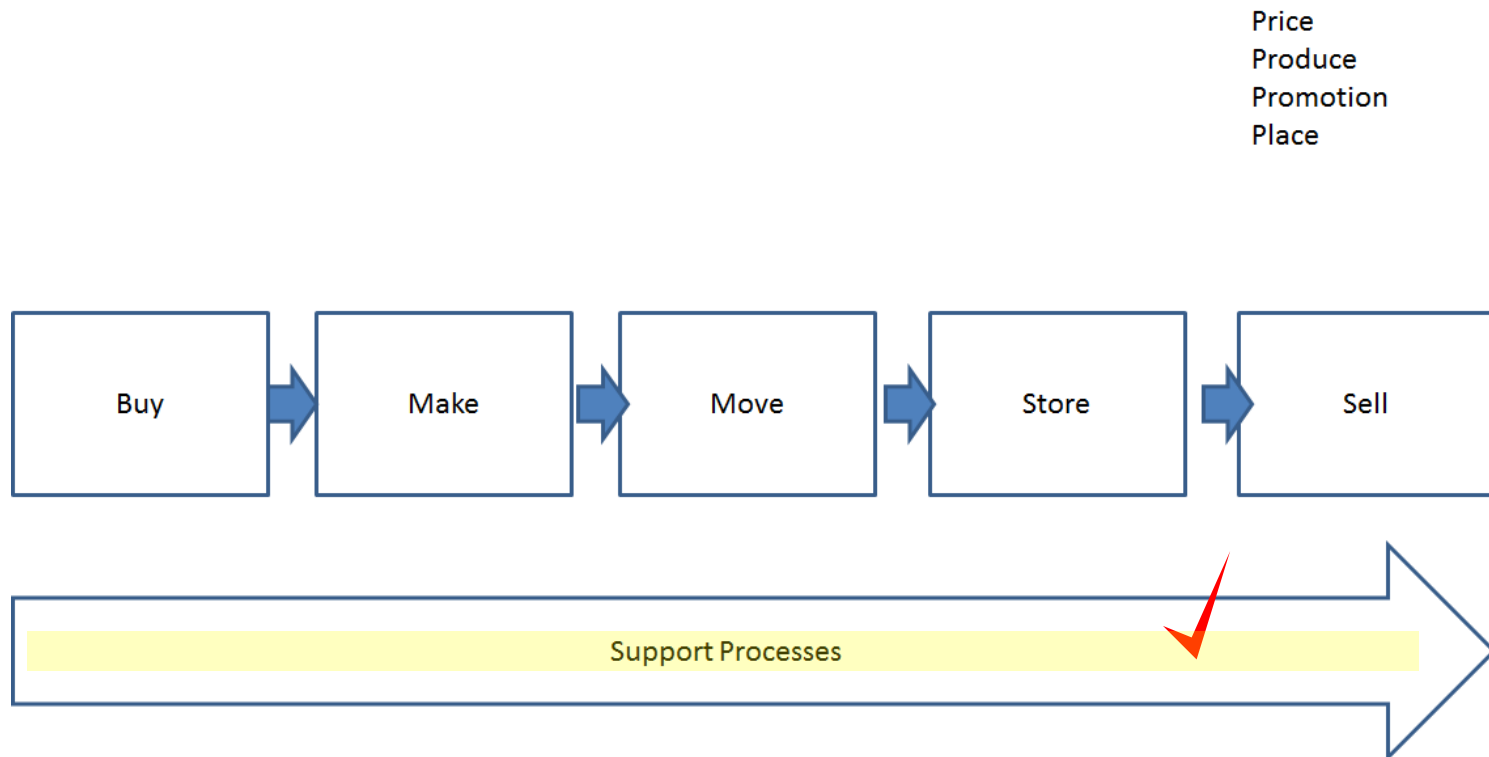 Price
Produce
Promotion
Place
Buy
Make
Move
Store
Sell
Support Processes